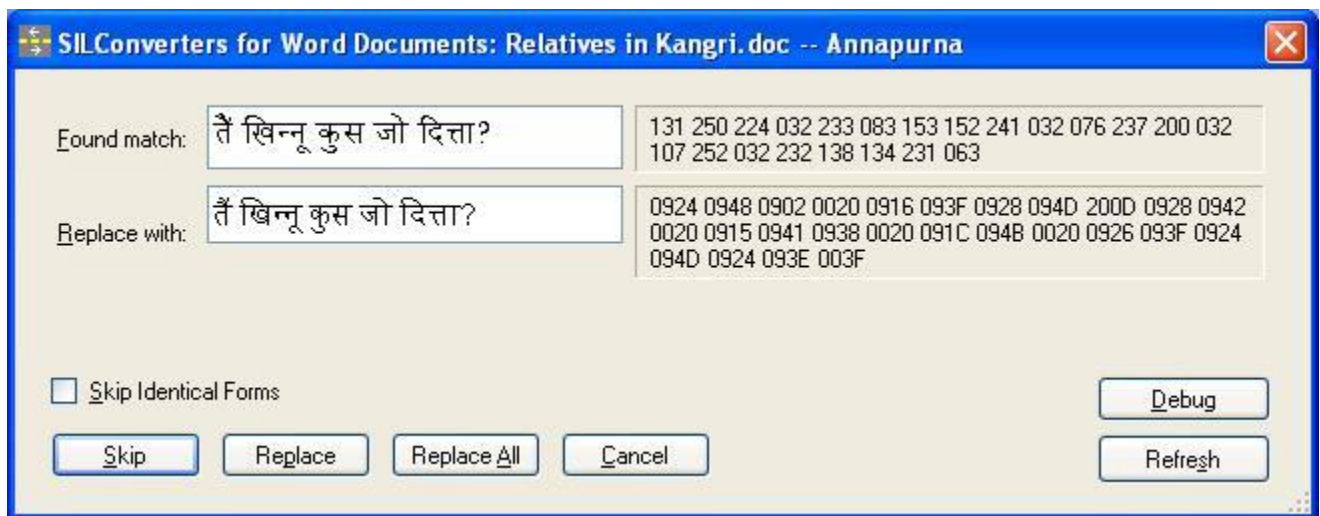 SILConverters for Word Documents: Relatives in Kangri.doc -- Annapurna
Found match:
तैं खिन्नू कुस जो दित्ता?
131 250 224 032 233 083 153 152 241 032 076 237 200 032
107 252 032 232 138 134 231 063
Replace with:
तैं खिन्‍नू कुस जो दित्ता?
0924 0948 0902 0020 0916 093F 0928 094D 200D 0928 0942
0020 0915 0941 0938 0020 091C 094B 0020 0926 093F 0924
094D 0924 093E 003F
Skip Identical Forms
Debug
Skip
Replace
Replace All
Cancel
Refresh